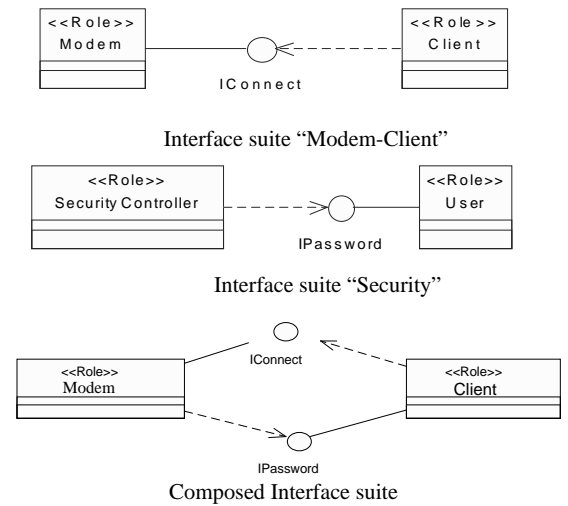 <<Role>>
Modem
<<Role>>
Client
IConnect
Interface suite “Modem-Client”
<<Role>>
Security Controller
<<Role>>
User
IPassword
Interface suite “Security”
IConnect
<<Role>>
Modem
<<Role>>
Client
IPassword
Composed Interface suite